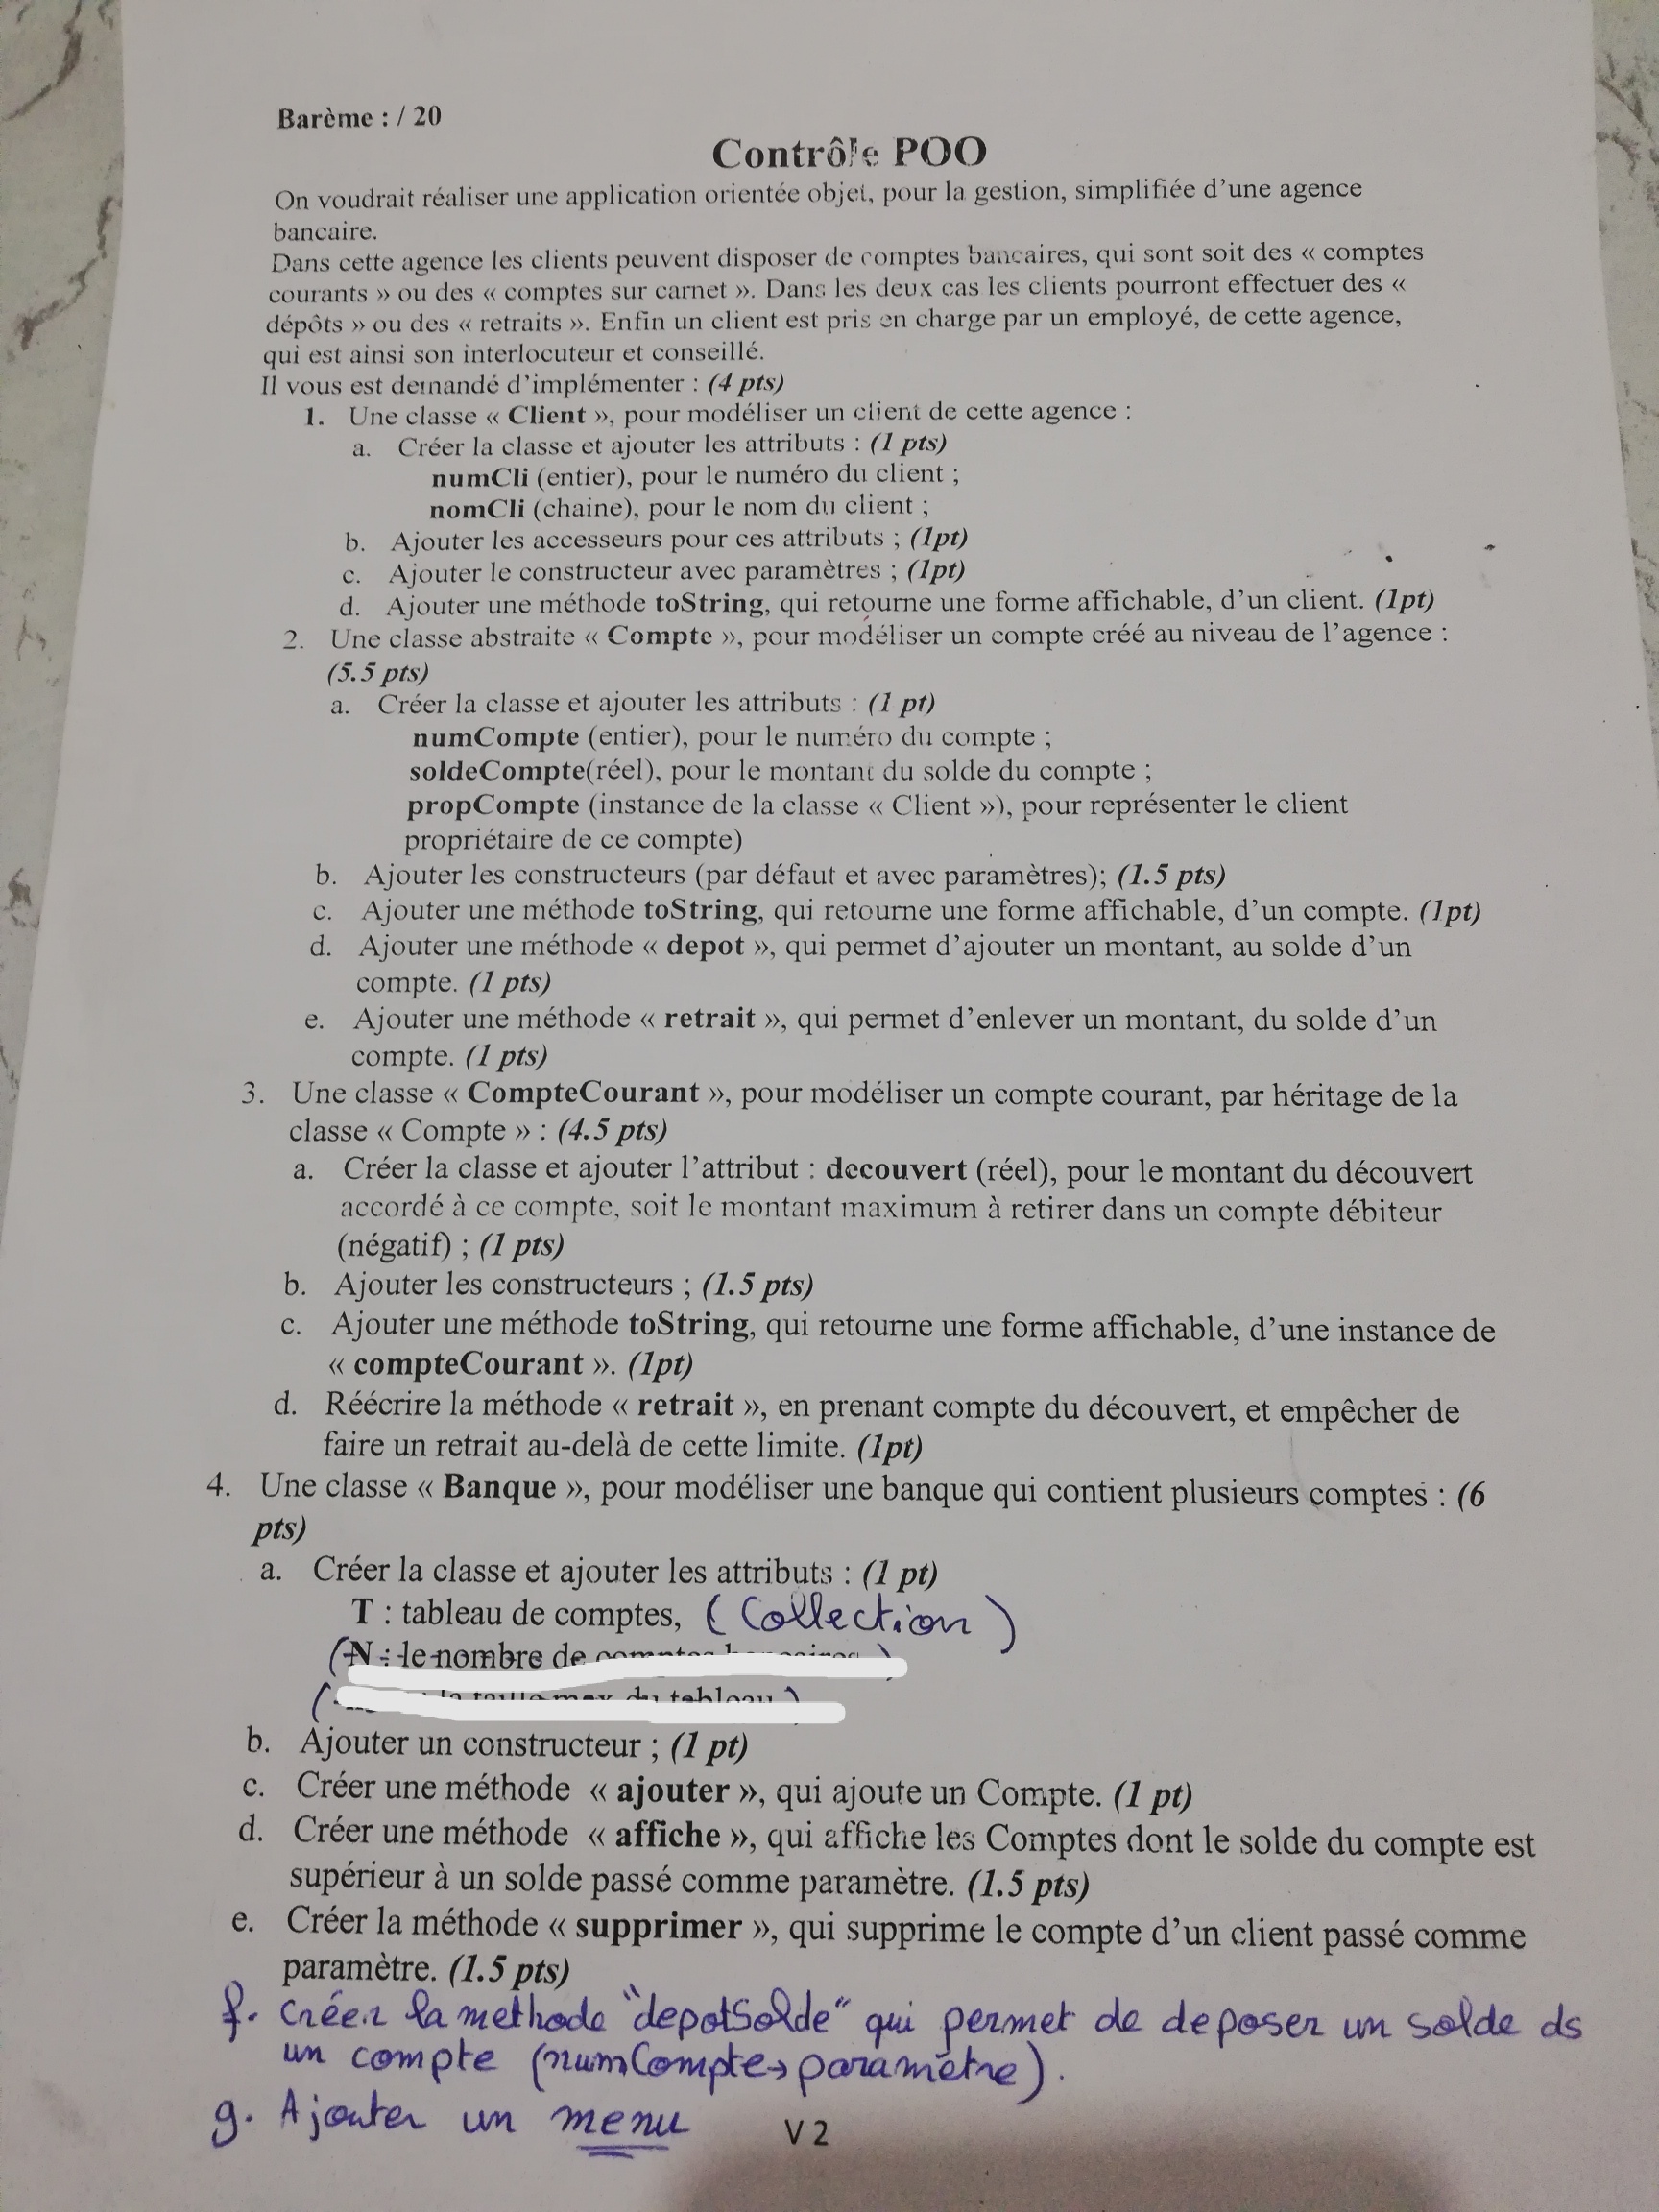 Barème : / 20
Contrôle POO
On voudrait réaliser une application orientée objet, pour la gestion, simplifiée d'une agence
bancaire.
Dans cette agence les clients peuvent disposer de comptes bancaires, qui sont soit des « comptes
courants » ou des « comptes sur carnet ». Dans les deux cas les clients pourront effectuer des «
dépôts » ou des « retraits ». Enfin un client est pris en charge par un employé, de cette agence,
qui est ainsi son interlocuteur et conseillé.
Il vous est demandé d'implémenter : (4 pts)
1. Une classe « Client », pour modéliser un client de cette agence :
a. Créer la classe et ajouter les attributs : (1 pts)
numCli (entier), pour le numéro du client ;
nomCli (chaine), pour le nom du client ;
b. Ajouter les accesseurs pour ces attributs ; (1pt)
c. Ajouter le constructeur avec paramètres ; (1pt)
d. Ajouter une méthode toString, qui retourne une forme affichable, d'un client. (1pt)
2. Une classe abstraite « Compte », pour modéliser un compte créé au niveau de l'agence :
(5.5 pts)
a. Créer la classe et ajouter les attributs : (1 pt)
numCompte (entier), pour le numéro du compte ;
soldeCompte(réel), pour le montant du solde du compte ;
propCompte (instance de la classe « Client »), pour représenter le client
propriétaire de ce compte)
b. Ajouter les constructeurs (par défaut et avec paramètres); (1.5 pts)
c. Ajouter une méthode toString, qui retourne une forme affichable, d'un compte. (1pt)
d. Ajouter une méthode « depot », qui permet d'ajouter un montant, au solde d'un
compte. (1 pts)
e. Ajouter une méthode « retrait », qui permet d'enlever un montant, du solde d'un
compte. (1 pts)
3. Une classe « CompteCourant », pour modéliser un compte courant, par héritage de la
classe « Compte » : (4.5 pts)
a. Créer la classe et ajouter l'attribut : decouvert (réel), pour le montant du découvert
accordé à ce compte, soit le montant maximum à retirer dans un compte débiteur
(négatif) ; (1 pts)
b. Ajouter les constructeurs ; (1.5 pts)
c. Ajouter une méthode toString, qui retourne une forme affichable, d'une instance de
« compteCourant ». (1pt)
d. Réécrire la méthode « retrait », en prenant compte du découvert, et empêcher de
faire un retrait au-delà de cette limite. (1pt)
4. Une classe « Banque », pour modéliser une banque qui contient plusieurs comptes : (6
pts)
a. Créer la classe et ajouter les attributs : (1 pt)
T : tableau de comptes, (Collection)
(N : le nombre de comptes bancaires)
( la taille max du tableau)
b. Ajouter un constructeur ; (1 pt)
c. Créer une méthode « ajouter », qui ajoute un Compte. (1 pt)
d. Créer une méthode « affiche », qui affiche les Comptes dont le solde du compte est
supérieur à un solde passé comme paramètre. (1.5 pts)
e. Créer la méthode « supprimer », qui supprime le compte d'un client passé comme
paramètre. (1.5 pts)
f. Créer la methode "depotSolde" qui permet de deposer un solde ds
un compte (numCompte→paramètre).
g. Ajouter un menu
V 2